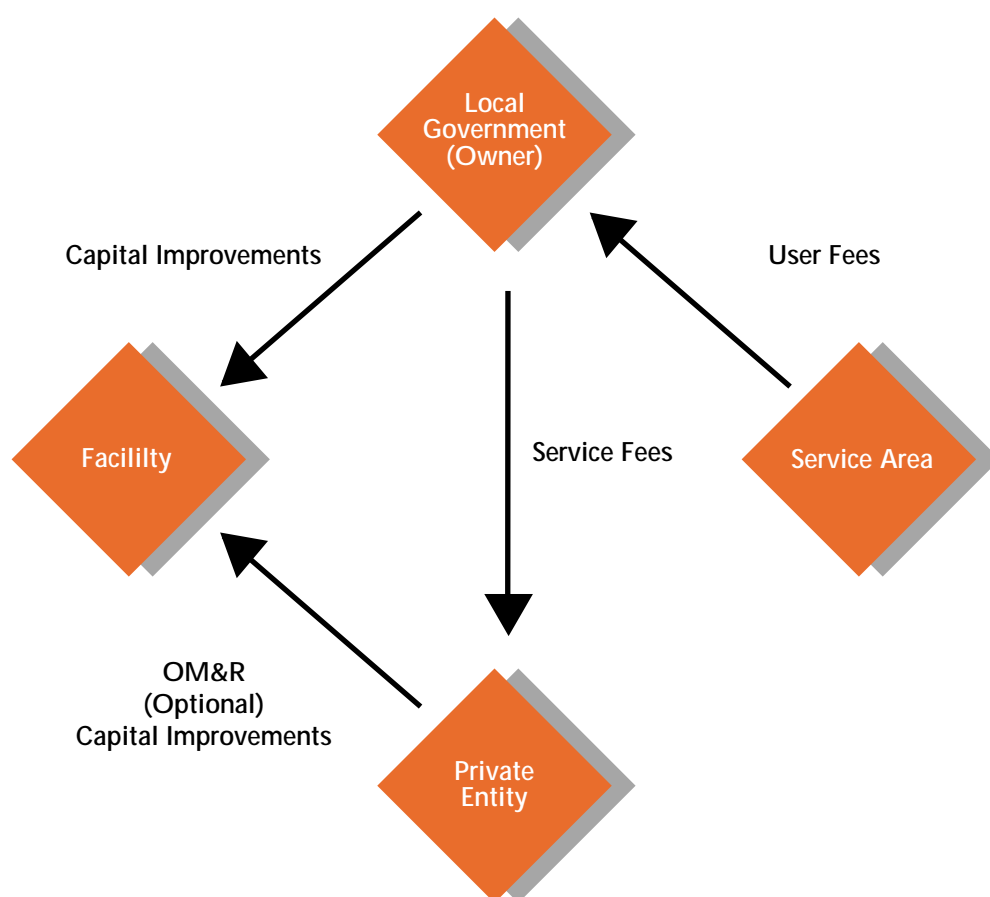 Local
Government
(Owner)
Capital Improvements
User Fees
Facililty
Service Fees
Service Area
OM&R
(Optional)
Capital Improvements
Private
Entity